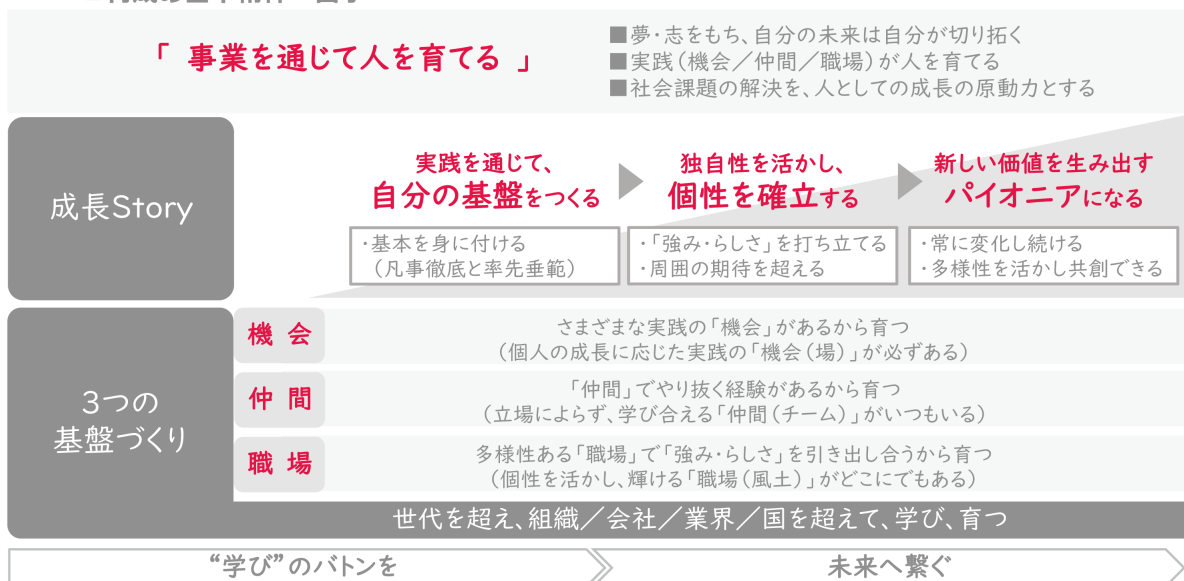 「 事業を通じて人を育てる 」
■夢・志をもち、自分の未来は自分が切り拓く
■実践(機会／仲間／職場)が人を育てる
■社会課題の解決を、人としての成長の原動力とする
成長Story
実践を通じて、
自分の基盤をつくる
独自性を活かし、
個性を確立する
新しい価値を生み出す
パイオニアになる
・基本を身に付ける
(凡事徹底と率先垂範)
・「強み・らしさ」を打ち立てる
・周囲の期待を超える
・常に変化し続ける
・多様性を活かし共創できる
3つの
基盤づくり
機 会
さまざまな実践の「機会」があるから育つ
(個人の成長に応じた実践の「機会(場)」が必ずある)
仲 間
「仲間」でやり抜く経験があるから育つ
(立場によらず、学び合える「仲間(チーム)」がいつもいる)
職 場
多様性ある「職場」で「強み・らしさ」を引き出し合うから育つ
(個性を活かし、輝ける「職場(風土)」がどこにでもある)
世代を超え、組織／会社／業界／国を超えて、学び、育つ
“学び”のバトンを
未来へ繋ぐ